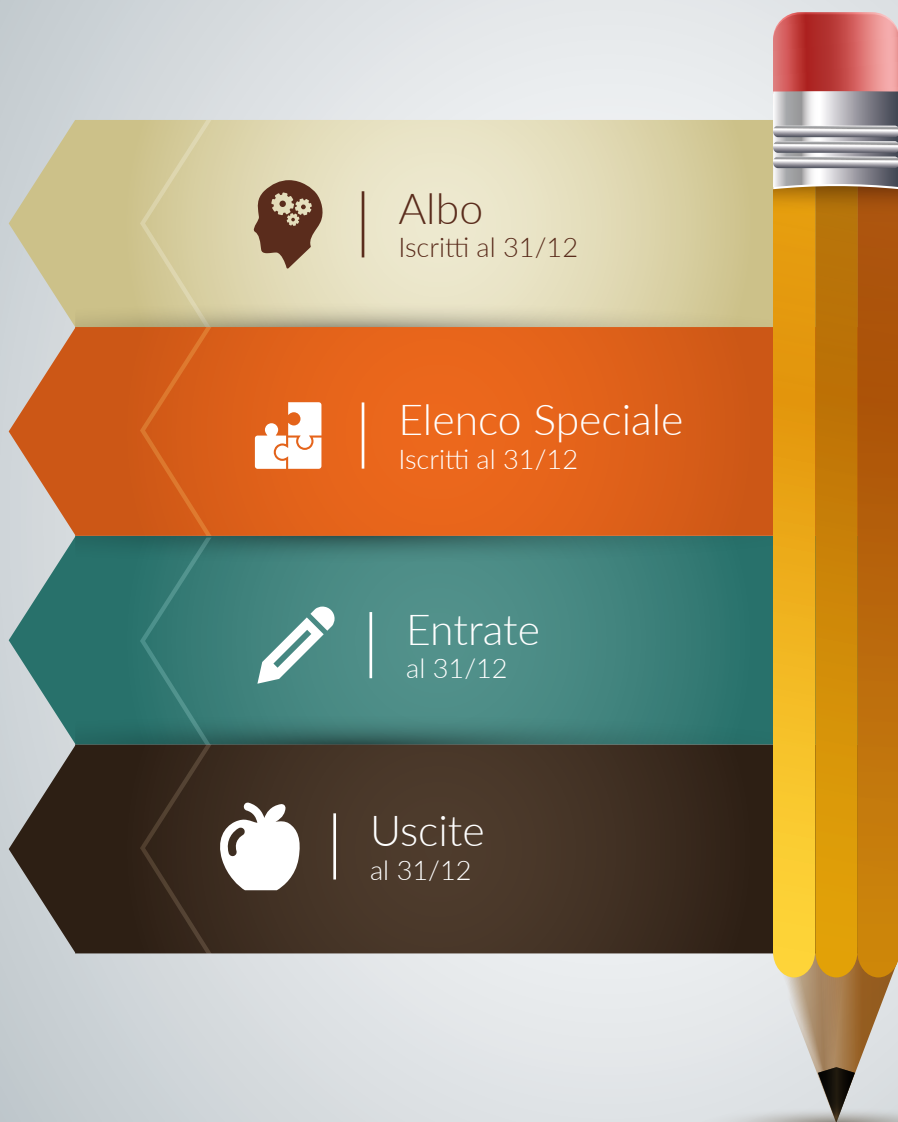 Albo
Iscritti al 31/12
Elenco Speciale
Iscritti al 31/12
Entrate
al 31/12
Uscite
al 31/12